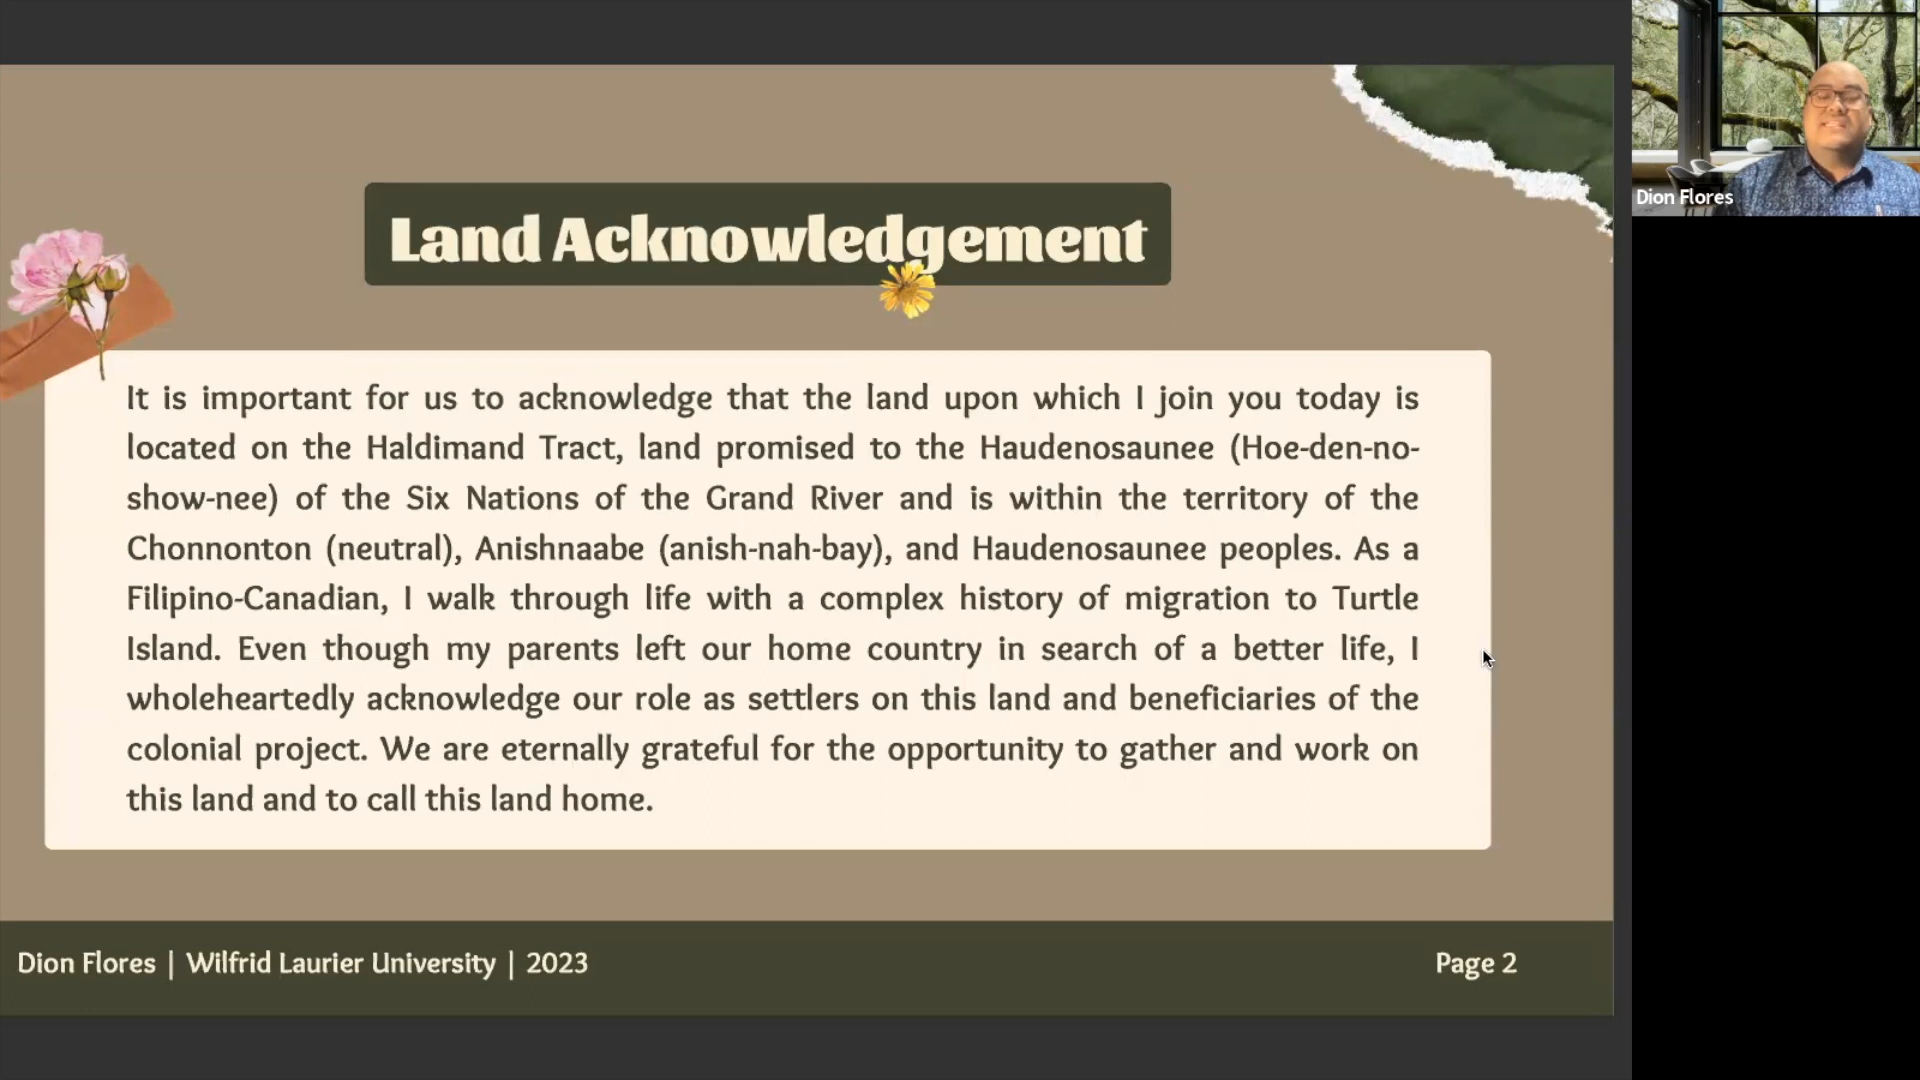 Land Acknowledgement
It is important for us to acknowledge that the land upon which I join you today is
located on the Haldimand Tract, land promised to the Haudenosaunee (Hoe-den-no-
show-nee) of the Six Nations of the Grand River and is within the territory of the
Chonnonton (neutral), Anishnaabe (anish-nah-bay), and Haudenosaunee peoples. As a
Filipino-Canadian, I walk through life with a complex history of migration to Turtle
Island. Even though my parents left our home country in search of a better life, I
wholeheartedly acknowledge our role as settlers on this land and beneficiaries of the
colonial project. We are eternally grateful for the opportunity to gather and work on
this land and to call this land home.
Dion Flores | Wilfrid Laurier University | 2023
Page 2
Dion Flores